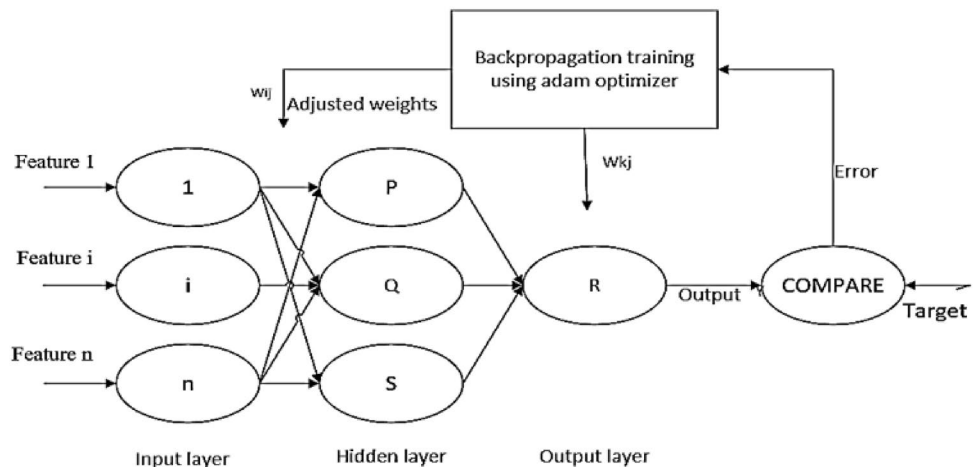 Backpropagation training
using adam optimizer
Wij
Adjusted weights
Wkj
Error
Feature 1
1
P
Feature i
i
Q
R
Output
COMPARE
Target
Feature n
n
S
Input layer
Hidden layer
Output layer